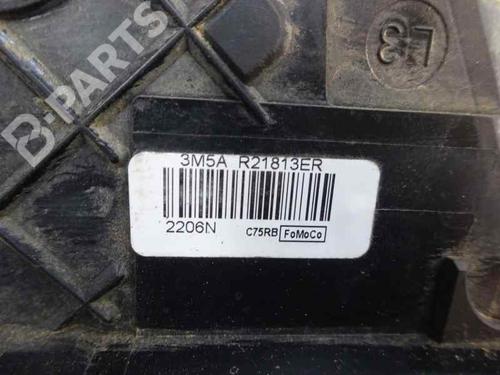 B-PARTS
L3
3M5A R21813ER
2206N C75RB FoMoCo